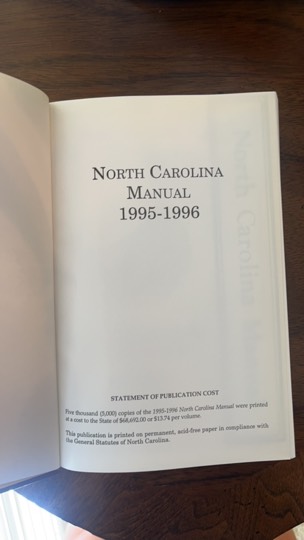 NORTH CAROLINA
MANUAL
1995-1996
STATEMENT OF PUBLICATION COST
Five thousand (5,000) copies of the 1995-1996 North Carolina Manual were printed
at a cost to the State of $68,692.00 or $13.74 per volume.
This publication is printed on permanent, acid-free paper in compliance with
the General Statutes of North Carolina.